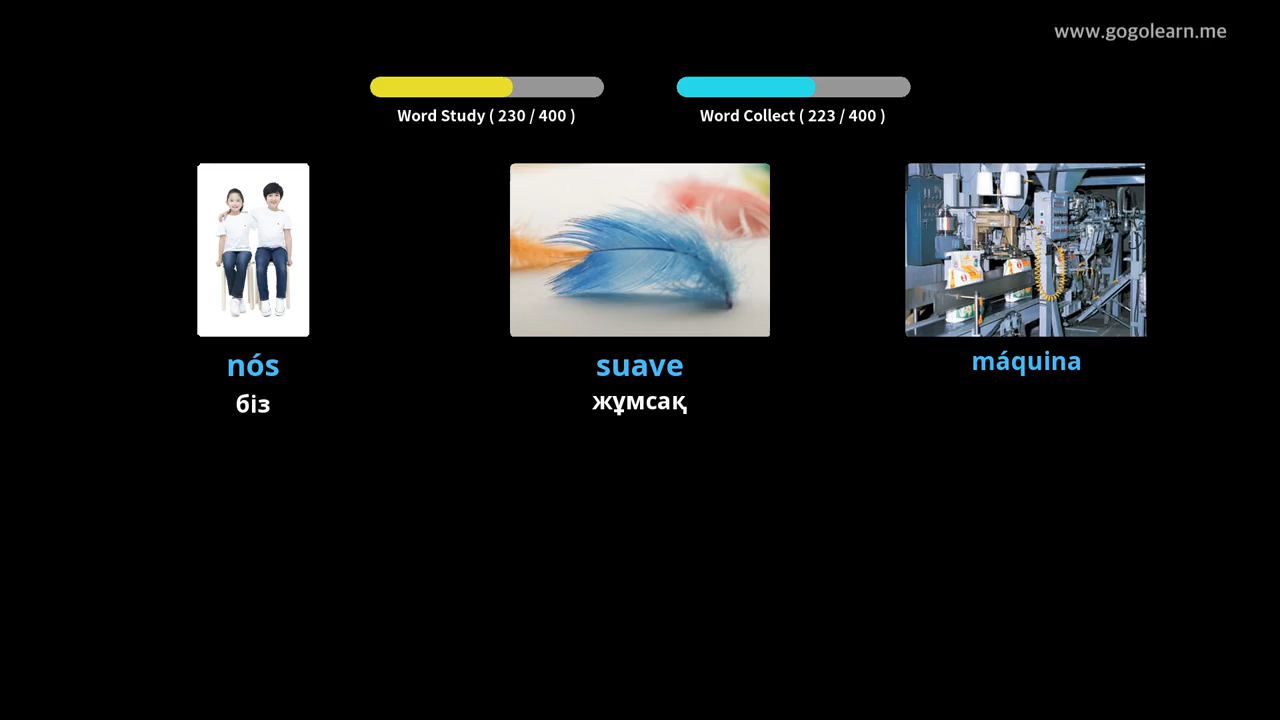 www.gogolearn.me
Word Study ( 230 / 400 )
Word Collect ( 223 / 400 )
nós
біз
suave
жұмсақ
máquina